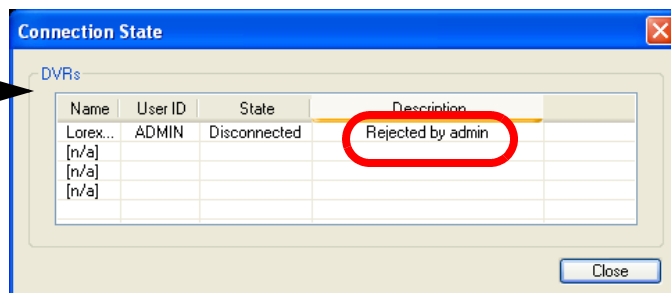 Connection State
DVRs
Name User ID State Description
Lorex... ADMIN Disconnected Rejected by admin
[n/a]
[n/a]
[n/a]
Close